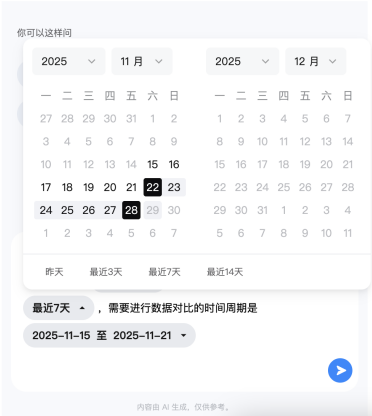 你可以这样问
2025 11 月 2025 12 月
一 二 三 四 五 六 日 一 二 三 四 五 六 日
27 28 29 30 31 1 2 1 2 3 4 5 6 7
3 4 5 6 7 8 9 8 9 10 11 12 13 14
10 11 12 13 14 15 16 15 16 17 18 19 20 21
17 18 19 20 21 22 23 22 23 24 25 26 27 28
24 25 26 27 28 29 30 29 30 31 1 2 3 4
1 2 3 4 5 6 7 5 6 7 8 9 10 11
昨天 最近3天 最近7天 最近14天
最近7天 ，需要进行数据对比的时间周期是
2025-11-15 至 2025-11-21
内容由 AI 生成，仅供参考。